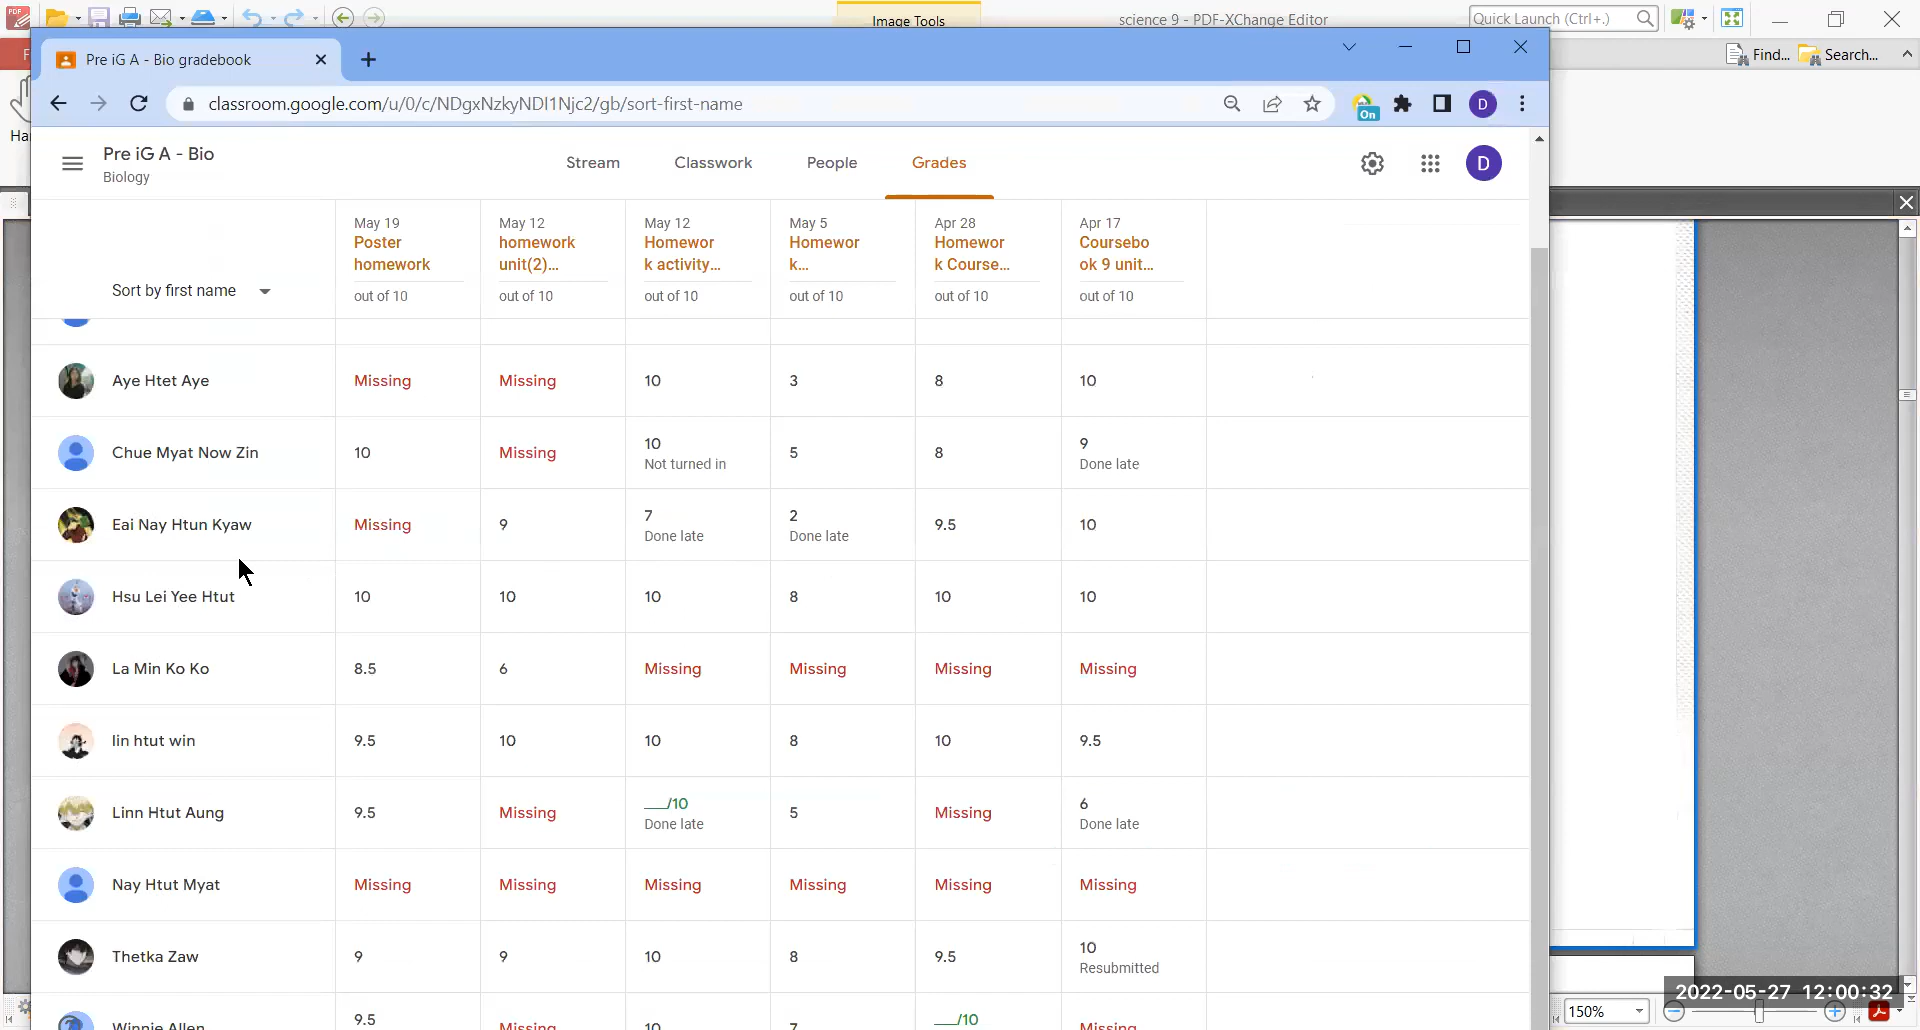 Image Tools
science 9 - PDF-XChange Editor
Quick Launch (Ctrl+.)
Find...
Search...
Pre iG A - Bio gradebook
classroom.google.com/u/0/c/NDgxNzkyNDI1Njc2/gb/sort-first-name
On
D
Pre iG A - Bio
Biology
Stream
Classwork
People
Grades
D
Sort by first name
May 19
Poster
homework
out of 10
May 12
homework
unit(2)...
out of 10
May 12
Homewor
k activity...
out of 10
May 5
Homewor
k...
out of 10
Apr 28
Homewor
k Course...
out of 10
Apr 17
Coursebo
ok 9 unit...
out of 10
Aye Htet Aye Missing Missing 10 3 8 10
Chue Myat Now Zin 10 Missing 10 5 8 9
Not turned in Done late
Eai Nay Htun Kyaw Missing 9 7 2 9.5 10
Done late Done late
Hsu Lei Yee Htut 10 10 10 8 10 10
La Min Ko Ko 8.5 6 Missing Missing Missing Missing
lin htut win 9.5 10 10 8 10 9.5
Linn Htut Aung 9.5 Missing ___/10 5 Missing 6
Done late Done late
Nay Htut Myat Missing Missing Missing Missing Missing Missing
Thetka Zaw 9 9 10 8 9.5 10
Resubmitted
Winnie Allen 9.5 Missing 10 7 ___/10 Missing
2022-05-27 12:00:32
150%